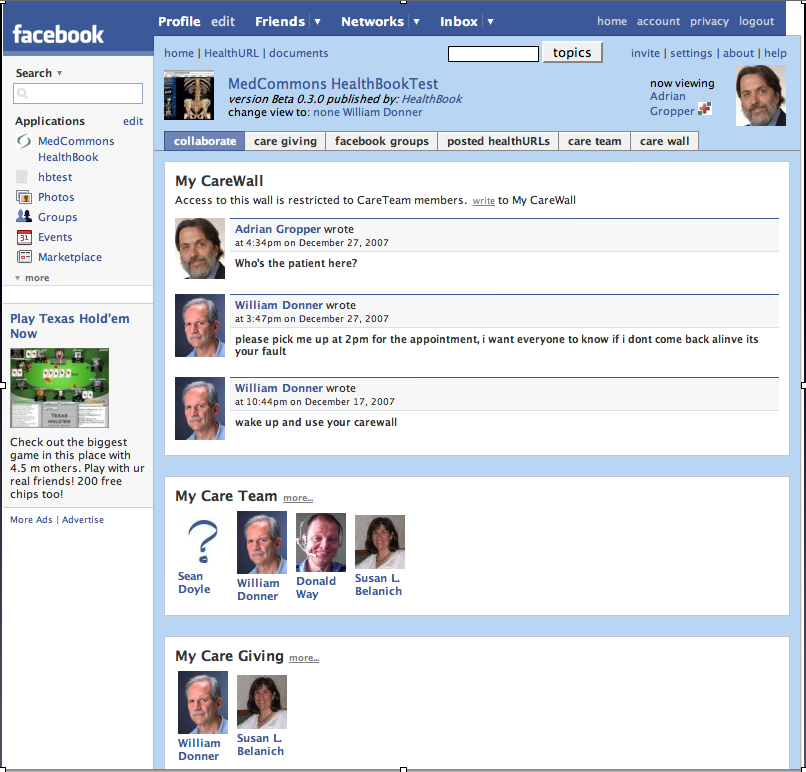 facebook
Profile edit Friends ▾ Networks ▾ Inbox ▾ home account privacy logout
Search ▾
Applications edit
MedCommons
HealthBook
hbtest
Photos
Groups
31 Events
Marketplace
▾ more
Play Texas Hold'em
Now
TEXAS
HOLD'EM
Check out the biggest
game in this place with
4.5 m others. Play with ur
real friends! 200 free
chips too!
More Ads | Advertise
home | HealthURL | documents topics invite | settings | about | help
MedCommons HealthBookTest
version Beta 0.3.0 published by: HealthBook
change view to: none William Donner
now viewing
Adrian
Gropper
collaborate care giving facebook groups posted healthURLs care team care wall
My CareWall
Access to this wall is restricted to CareTeam members. write to My CareWall
Adrian Gropper wrote
at 4:34pm on December 27, 2007
Who's the patient here?
William Donner wrote
at 3:47pm on December 27, 2007
please pick me up at 2pm for the appointment, i want everyone to know if i dont come back alinve its
your fault
William Donner wrote
at 10:44pm on December 17, 2007
wake up and use your carewall
My Care Team more...
?
Sean
Doyle
William
Donner
Donald
Way
Susan L.
Belanich
My Care Giving more...
William
Donner
Susan L.
Belanich